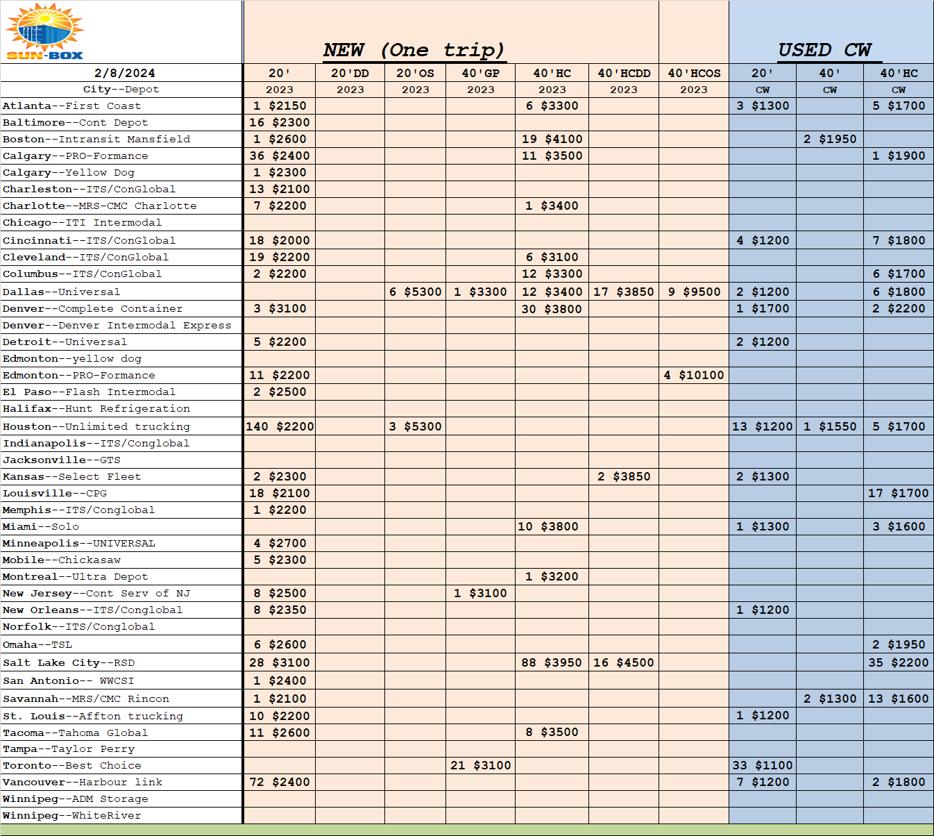 SUN-BOX
NEW (One trip) USED CW
2/8/2024 20' 20'DD 20'OS 40'GP 40'HC 40'HCDD 40'HCOS 20' 40' 40'HC
City--Depot 2023 2023 2023 2023 2023 2023 2023 CW CW CW
Atlanta--First Coast 1 $2150 6 $3300 3 $1300 5 $1700
Baltimore--Cont Depot 16 $2300
Boston--Intransit Mansfield 1 $2600 19 $4100 2 $1950
Calgary--PRO-Formance 36 $2400 11 $3500 1 $1900
Calgary--Yellow Dog 1 $2300
Charleston--ITS/ConGlobal 13 $2100
Charlotte--MRS-CMC Charlotte 7 $2200 1 $3400
Chicago--ITI Intermodal
Cincinnati--ITS/ConGlobal 18 $2000 4 $1200 7 $1800
Cleveland--ITS/ConGlobal 19 $2200 6 $3100
Columbus--ITS/ConGlobal 2 $2200 12 $3300 6 $1700
Dallas--Universal 6 $5300 1 $3300 12 $3400 17 $3850 9 $9500 2 $1200 6 $1800
Denver--Complete Container 3 $3100 30 $3800 1 $1700 2 $2200
Denver--Denver Intermodal Express
Detroit--Universal 5 $2200 2 $1200
Edmonton--yellow dog
Edmonton--PRO-Formance 11 $2200 4 $10100
El Paso--Flash Intermodal 2 $2500
Halifax--Hunt Refrigeration
Houston--Unlimited trucking 140 $2200 3 $5300 13 $1200 1 $1550 5 $1700
Indianapolis--ITS/Conglobal
Jacksonville--GTS
Kansas--Select Fleet 2 $2300 2 $3850 2 $1300
Louisville--CPG 18 $2100 17 $1700
Memphis--ITS/Conglobal 1 $2200
Miami--Solo 10 $3800 1 $1300 3 $1600
Minneapolis--UNIVERSAL 4 $2700
Mobile--Chickasaw 5 $2300
Montreal--Ultra Depot 1 $3200
New Jersey--Cont Serv of NJ 8 $2500 1 $3100
New Orleans--ITS/Conglobal 8 $2350 1 $1200
Norfolk--ITS/Conglobal
Omaha--TSL 6 $2600 2 $1950
Salt Lake City--RSD 28 $3100 88 $3950 16 $4500 35 $2200
San Antonio-- WWCSI 1 $2400
Savannah--MRS/CMC Rincon 1 $2100 2 $1300 13 $1600
St. Louis--Affton trucking 10 $2200 1 $1200
Tacoma--Tahoma Global 11 $2600 8 $3500
Tampa--Taylor Perry
Toronto--Best Choice 21 $3100 33 $1100
Vancouver--Harbour link 72 $2400 7 $1200 2 $1800
Winnipeg--ADM Storage
Winnipeg--WhiteRiver